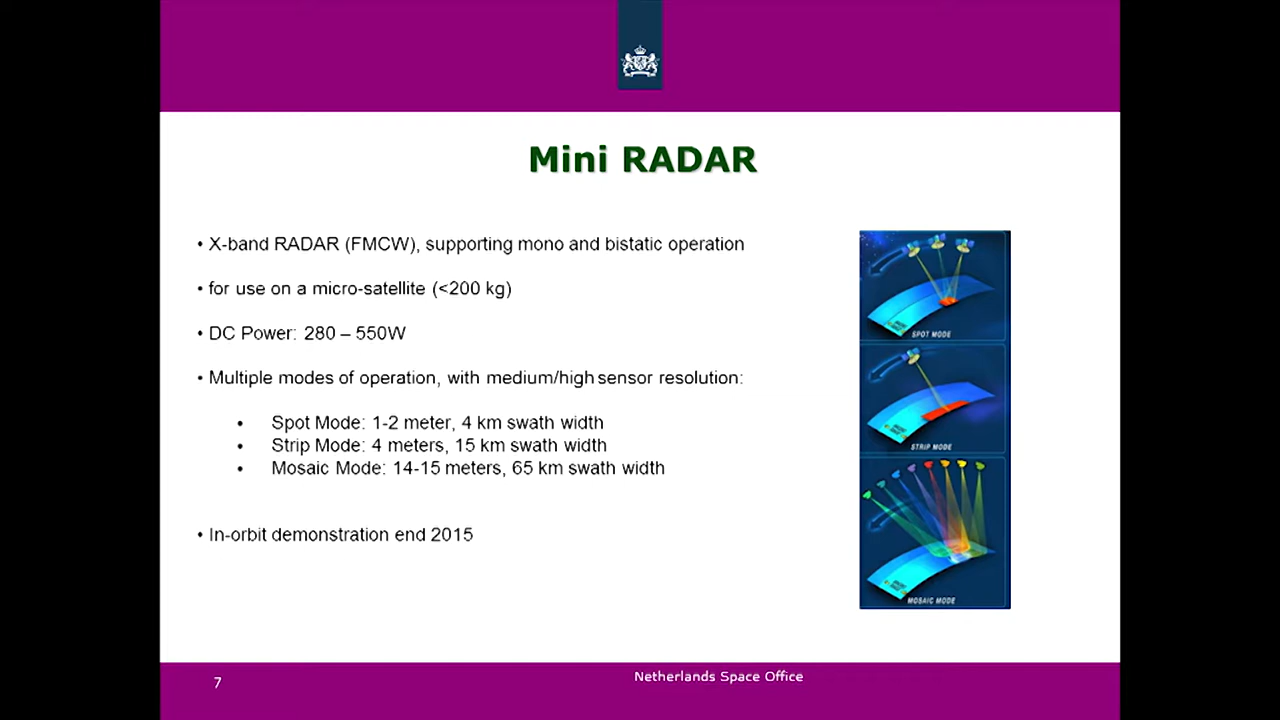 Mini RADAR
• X-band RADAR (FMCW), supporting mono and bistatic operation
• for use on a micro-satellite (<200 kg)
• DC Power: 280 – 550W
• Multiple modes of operation, with medium/high sensor resolution:
• Spot Mode: 1-2 meter, 4 km swath width
• Strip Mode: 4 meters, 15 km swath width
• Mosaic Mode: 14-15 meters, 65 km swath width
• In-orbit demonstration end 2015
SPOT MODE
STRIP MODE
MOSAIC MODE
7
Netherlands Space Office